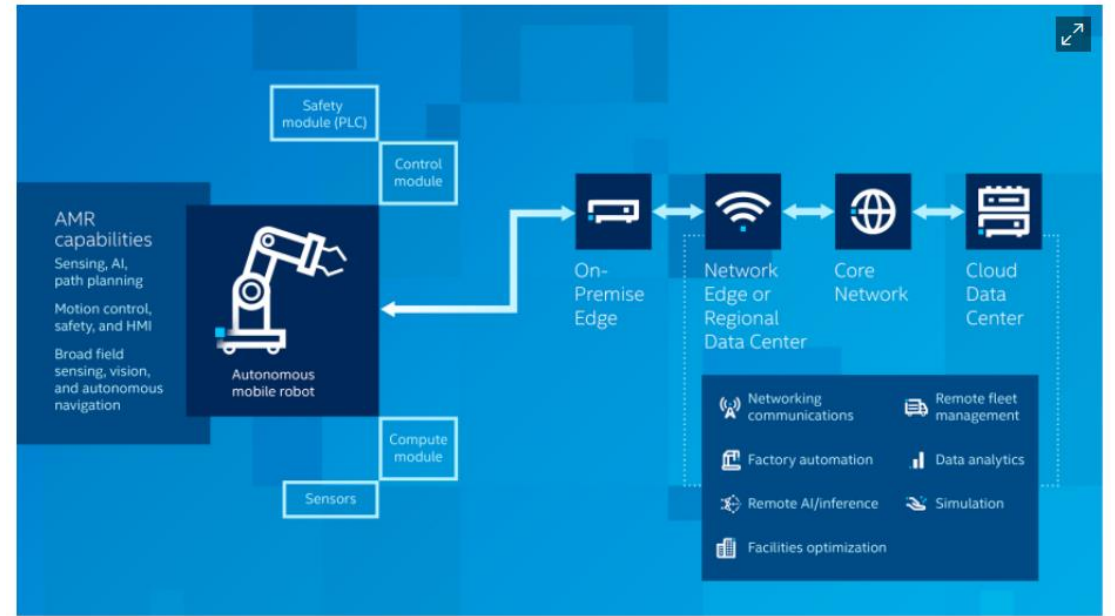 Safety
module (PLC)
Control
module
AMR
capabilities
Sensing, AI,
path planning
Motion control,
safety, and HMI
Broad field
sensing, vision,
and autonomous
navigation
Autonomous
mobile robot
Compute
module
Sensors
On-
Premise
Edge
Network
Edge or
Regional
Data Center
Core
Network
Cloud
Data
Center
Networking
communications
Remote fleet
management
Factory automation
Data analytics
Remote AI/inference
Simulation
Facilities optimization